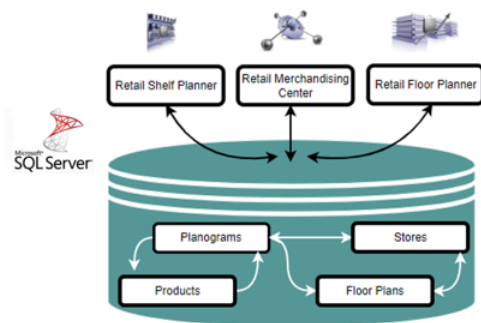 Retail Shelf Planner
Retail Merchandising
Center
Retail Floor Planner
Microsoft
SQL Server
Planograms
Stores
Products
Floor Plans